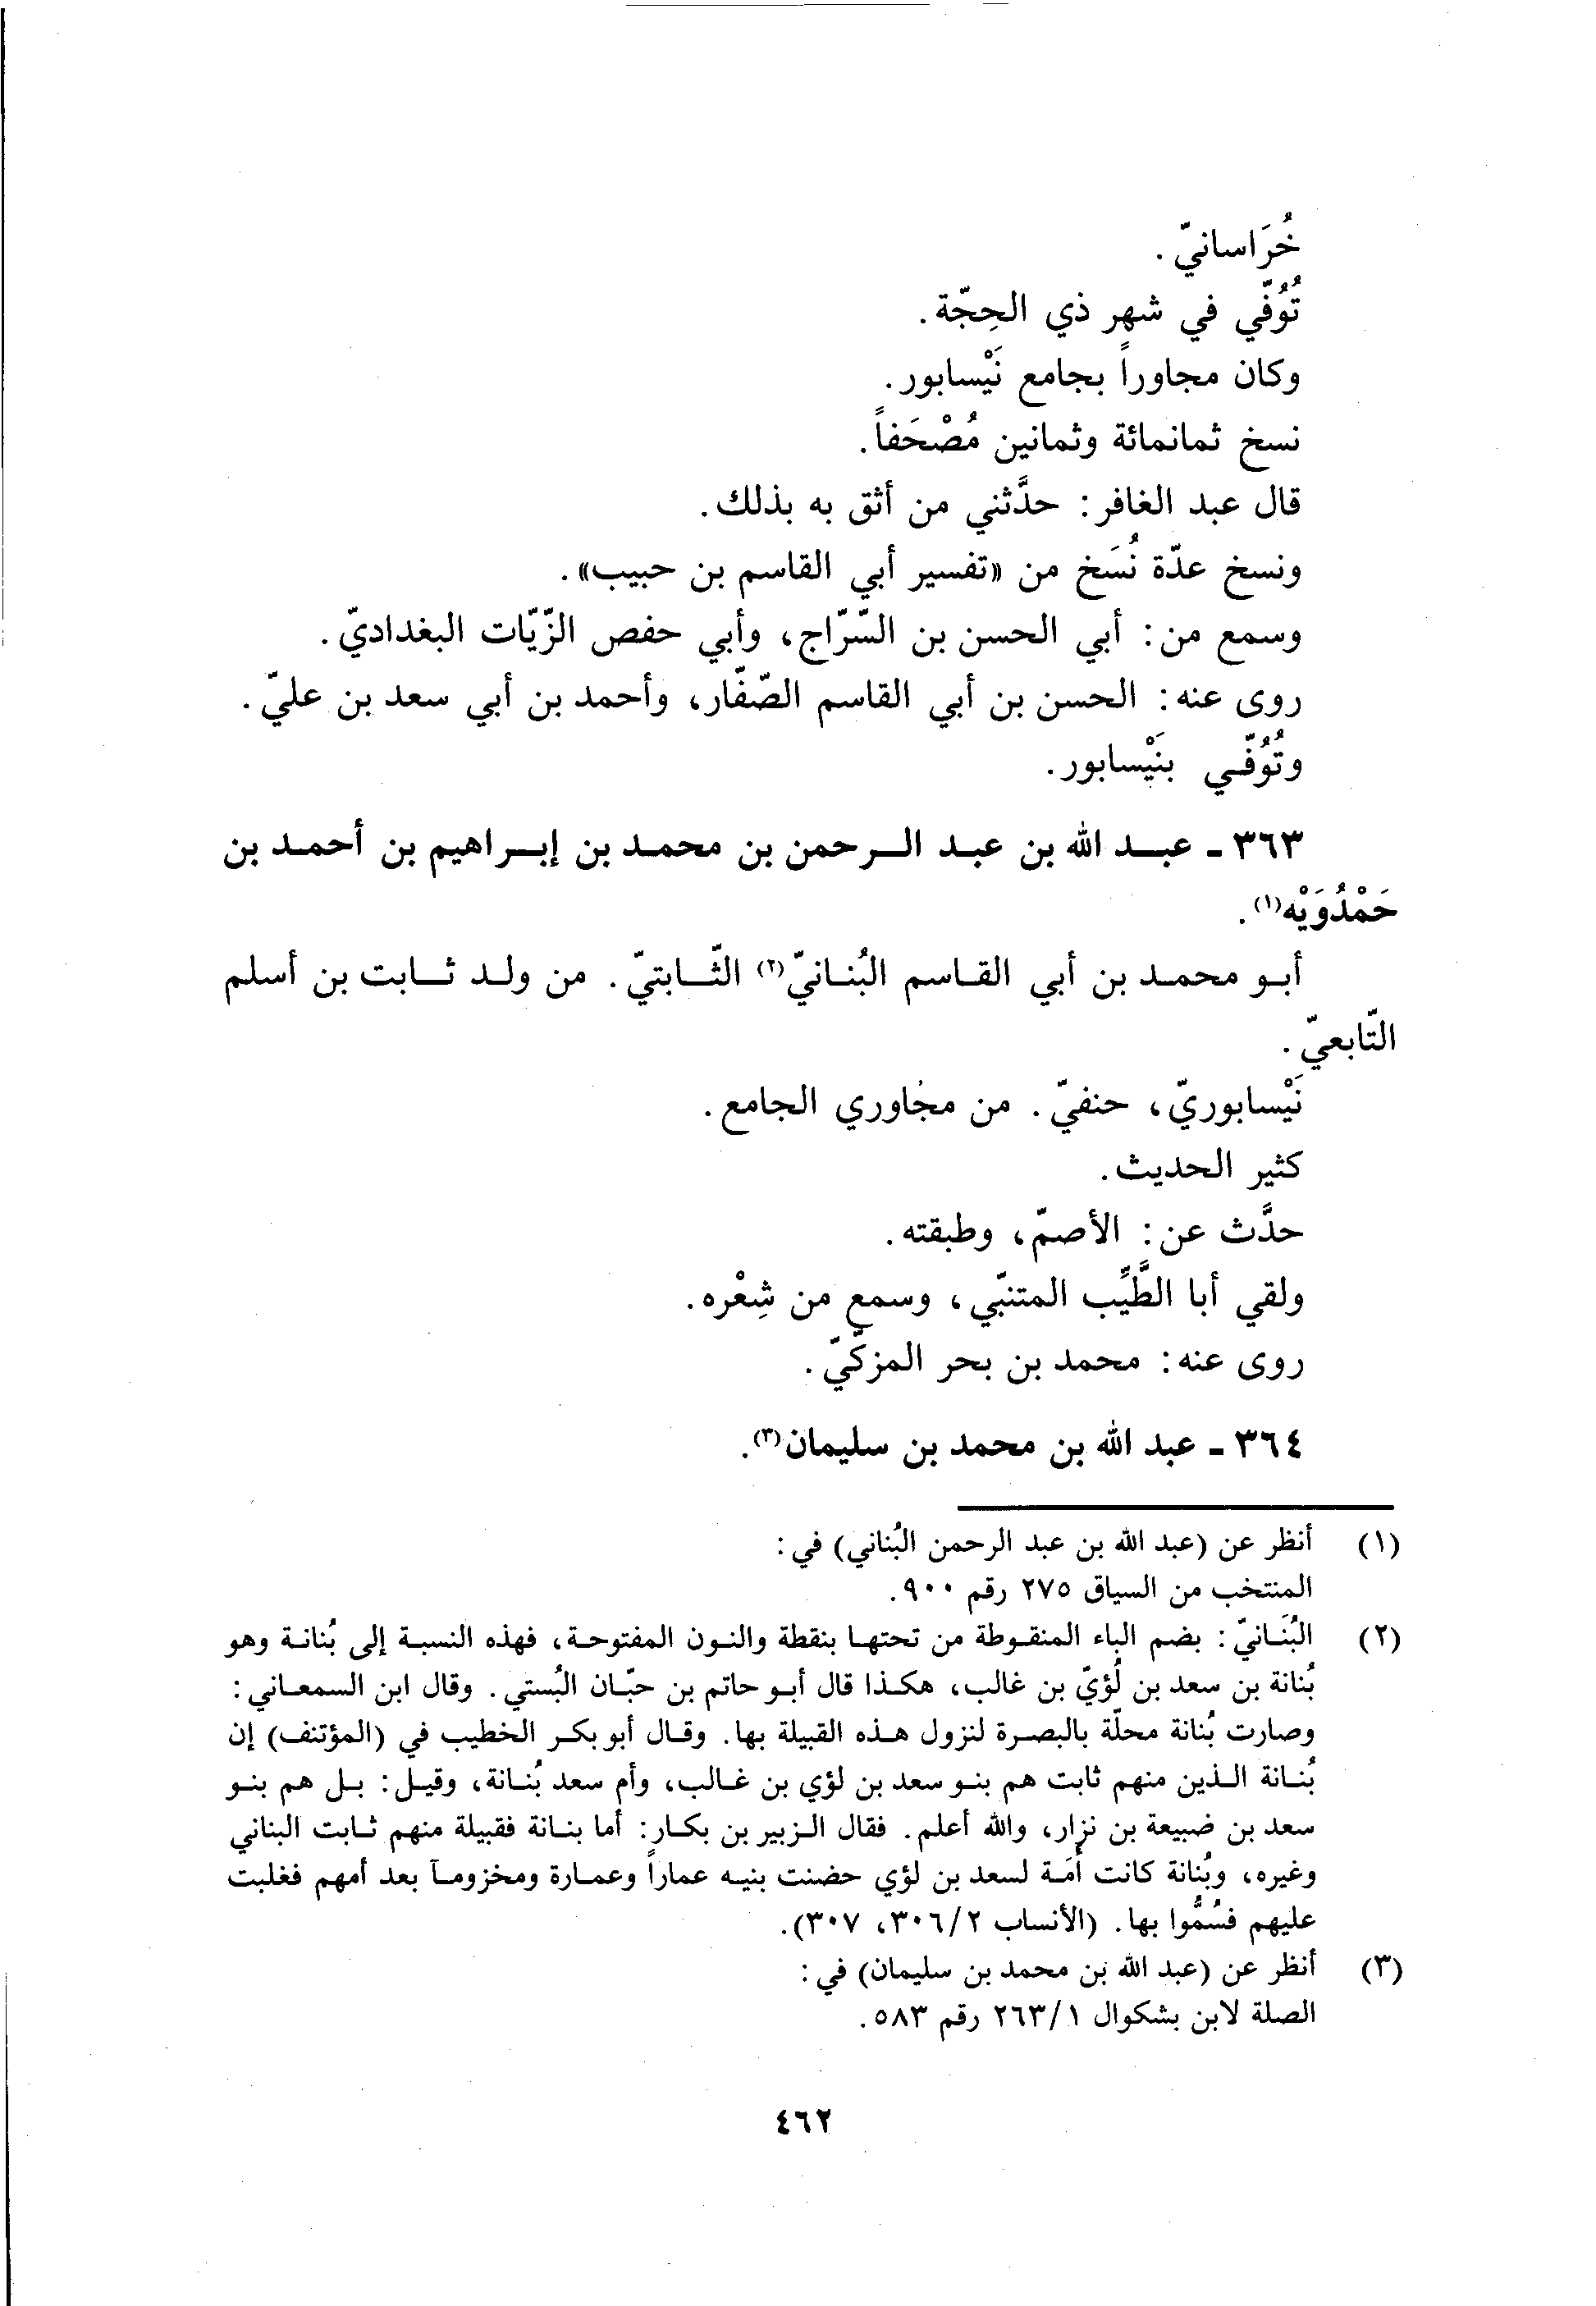 خُرَاسانيّ.
تُوُفّي في شهر ذي الحِجّة.
وكان مجاوراً بجامع نَيْسابور.
نسخ ثمانمائة وثمانين مُصْحَفاً.
قال عبد الغافر: حدَّثني من أثق به بذلك.
ونسخ عدّة نُسَخ من «تفسير أبي القاسم بن حبيب».
وسمع من: أبي الحسن بن السّرّاج، وأبي حفص الزّيّات البغداديّ.
روى عنه: الحسن بن أبي القاسم الصّفّار، وأحمد بن أبي سعد بن عليّ.
وتُوُفّي بنَيْسابور.
٣٦٣ - عبد الله بن عبد الرحمن بن محمد بن إبراهيم بن أحمد بن
حَمْدُوَيْه(١).
أبو محمد بن أبي القاسم البُنانيّ(٢) الثّابتيّ. من ولد ثابت بن أسلم
التّابعيّ.
نَيْسابوريّ، حنفيّ. من مجاوري الجامع.
كثير الحديث.
حدَّث عن: الأصمّ، وطبقته.
ولقي أبا الطَّيِّب المتنبّي، وسمع من شِعْره.
روى عنه: محمد بن بحر المزكّيّ.
٣٦٤ - عبد الله بن محمد بن سليمان(٣).
(١) أنظر عن (عبد الله بن عبد الرحمن البُناني) في:
المنتخب من السياق ٢٧٥ رقم ٩٠٠.
(٢) البُنَانيّ: بضم الباء المنقوطة من تحتها بنقطة والنون المفتوحة، فهذه النسبة إلى بُنانة وهو
بُنانة بن سعد بن لُؤيّ بن غالب، هكذا قال أبو حاتم بن حبّان البُستي. وقال ابن السمعاني:
وصارت بُنانة محلّة بالبصرة لنزول هذه القبيلة بها. وقال أبو بكر الخطيب في (المؤتنف) إن
بُنانة الذين منهم ثابت هم بنو سعد بن لؤي بن غالب، وأم سعد بُنانة، وقيل: بل هم بنو
سعد بن ضبيعة بن نزار، والله أعلم. فقال الزبير بن بكار: أما بنانة فقبيلة منهم ثابت البناني
وغيره، وبُنانة كانت أَمَة لسعد بن لؤي حضنت بنيه عماراً وعمارة ومخزوماً بعد أمهم فغلبت
عليهم فسُمُّوا بها. (الأنساب ٣٠٦/٢، ٣٠٧).
(٣) أنظر عن (عبد الله بن محمد بن سليمان) في:
الصلة لابن بشكوال ٢٦٣/١ رقم ٥٨٣.
٤٦٢